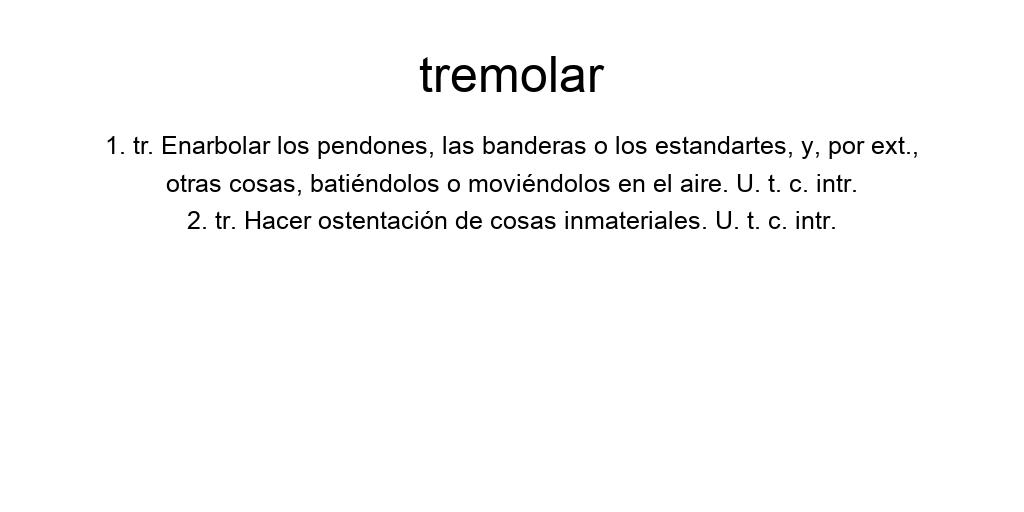 tremolar
1. tr. Enarbolar los pendones, las banderas o los estandartes, y, por ext.,
otras cosas, batiéndolos o moviéndolos en el aire. U. t. c. intr.
2. tr. Hacer ostentación de cosas inmateriales. U. t. c. intr.